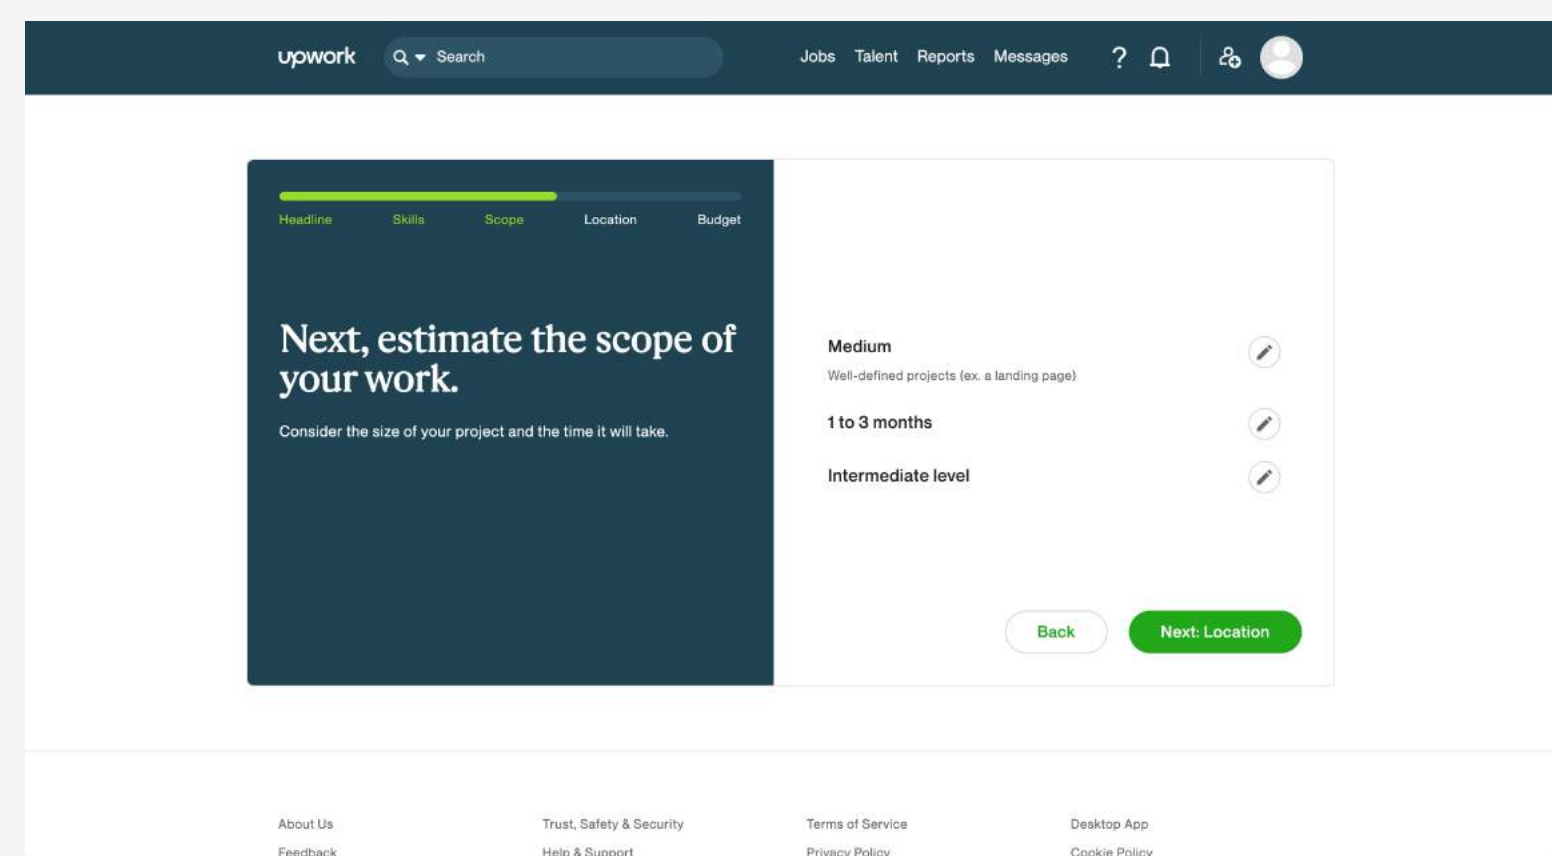 upwork
Search
Jobs Talent Reports Messages ?
Headline Skills Scope Location Budget
Next, estimate the scope of
your work.
Consider the size of your project and the time it will take.
Medium
Well-defined projects (ex. a landing page)
1 to 3 months
Intermediate level
Back Next: Location
About Us Trust, Safety & Security Terms of Service Desktop App
Feedback Help & Support Privacy Policy Cookie Policy